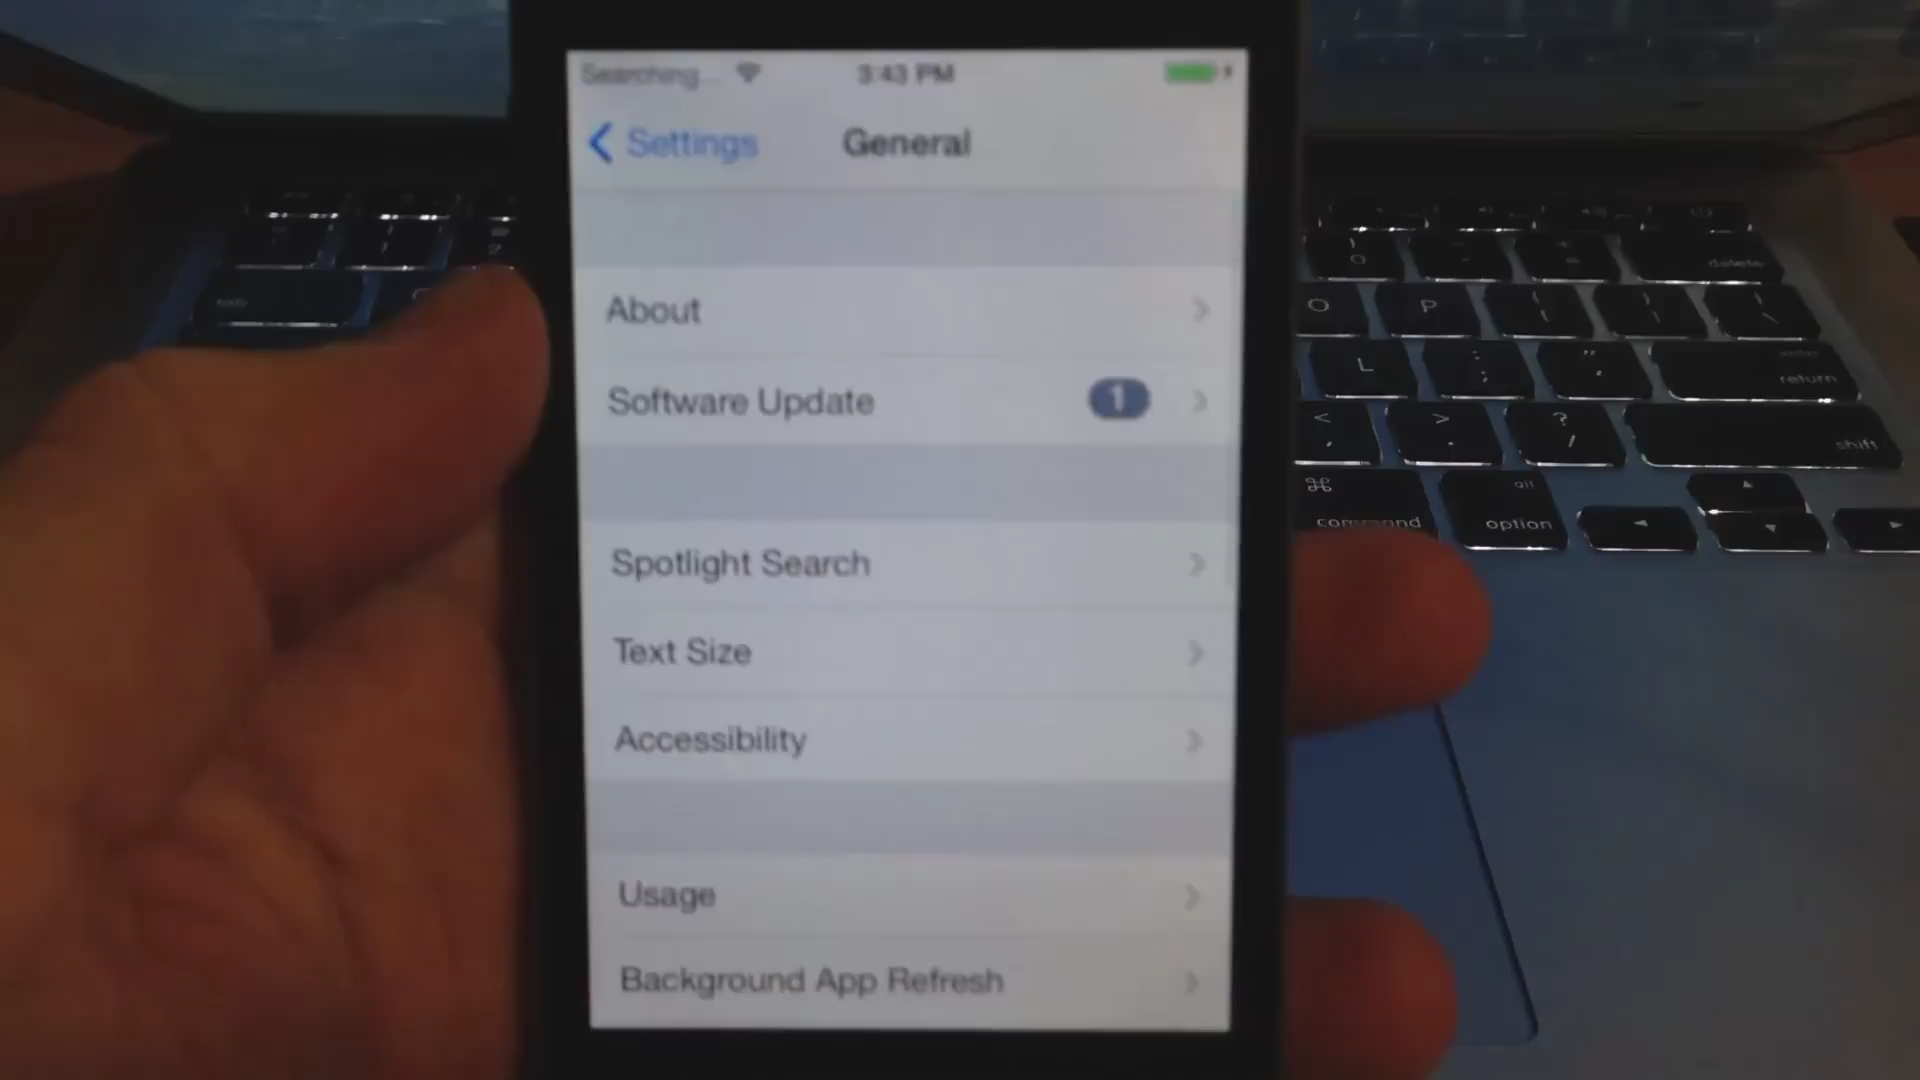 Searching... 3:43 PM
Settings General
About
Software Update 1
Spotlight Search
Text Size
Accessibility
Usage
Background App Refresh
tab
delete
O P
L
return
shift
command
alt
option